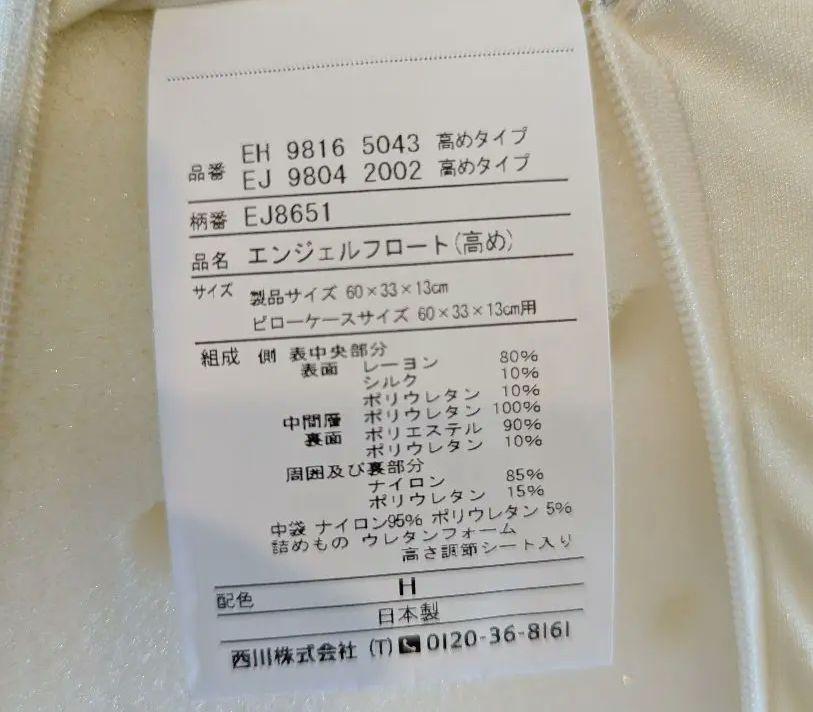 品番 EH 9816 5043 高めタイプ
EJ 9804 2002 高めタイプ
柄番 EJ8651
品名 エンジェルフロート(高め)
サイズ 製品サイズ 60×33×13cm
ピローケースサイズ 60×33×13cm用
組成 側 表中央部分
表面 レーヨン 80%
シルク 10%
ポリウレタン 10%
中間層 ポリウレタン 100%
裏面 ポリエステル 90%
ポリウレタン 10%
周囲及び裏部分
ナイロン 85%
ポリウレタン 15%
中袋 ナイロン95% ポリウレタン 5%
詰めもの ウレタンフォーム
高さ調節シート入り
配色 H
日本製
西川株式会社 (T) 0120-36-8161